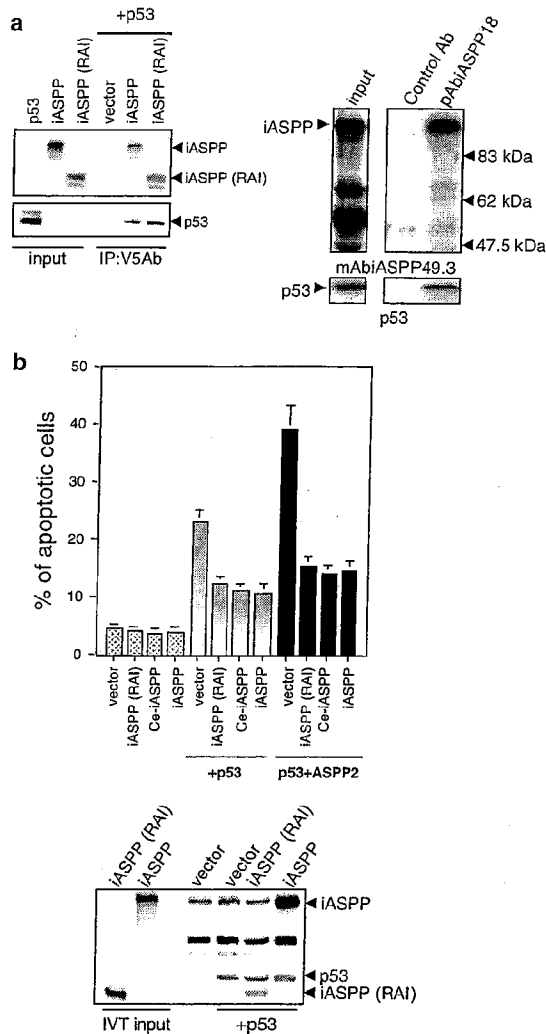 a
+p53
p53
iASPP
iASPP (RAI)
vector
iASPP
iASPP (RAI)
iASPP
iASPP (RAI)
p53
input
IP:V5Ab
input
Control Ab
pAbiASPP18
iASPP
83 kDa
62 kDa
47.5 kDa
mAbiASPP49.3
p53
p53
b
% of apoptotic cells
50
40
30
20
10
0
vector
iASPP (RAI)
Ce-iASPP
iASPP
vector
iASPP (RAI)
Ce-iASPP
iASPP
vector
iASPP (RAI)
Ce-iASPP
iASPP
+p53
p53+ASPP2
iASPP (RAI)
iASPP
vector
vector
iASPP (RAI)
iASPP
iASPP
p53
iASPP (RAI)
IVT input
+p53